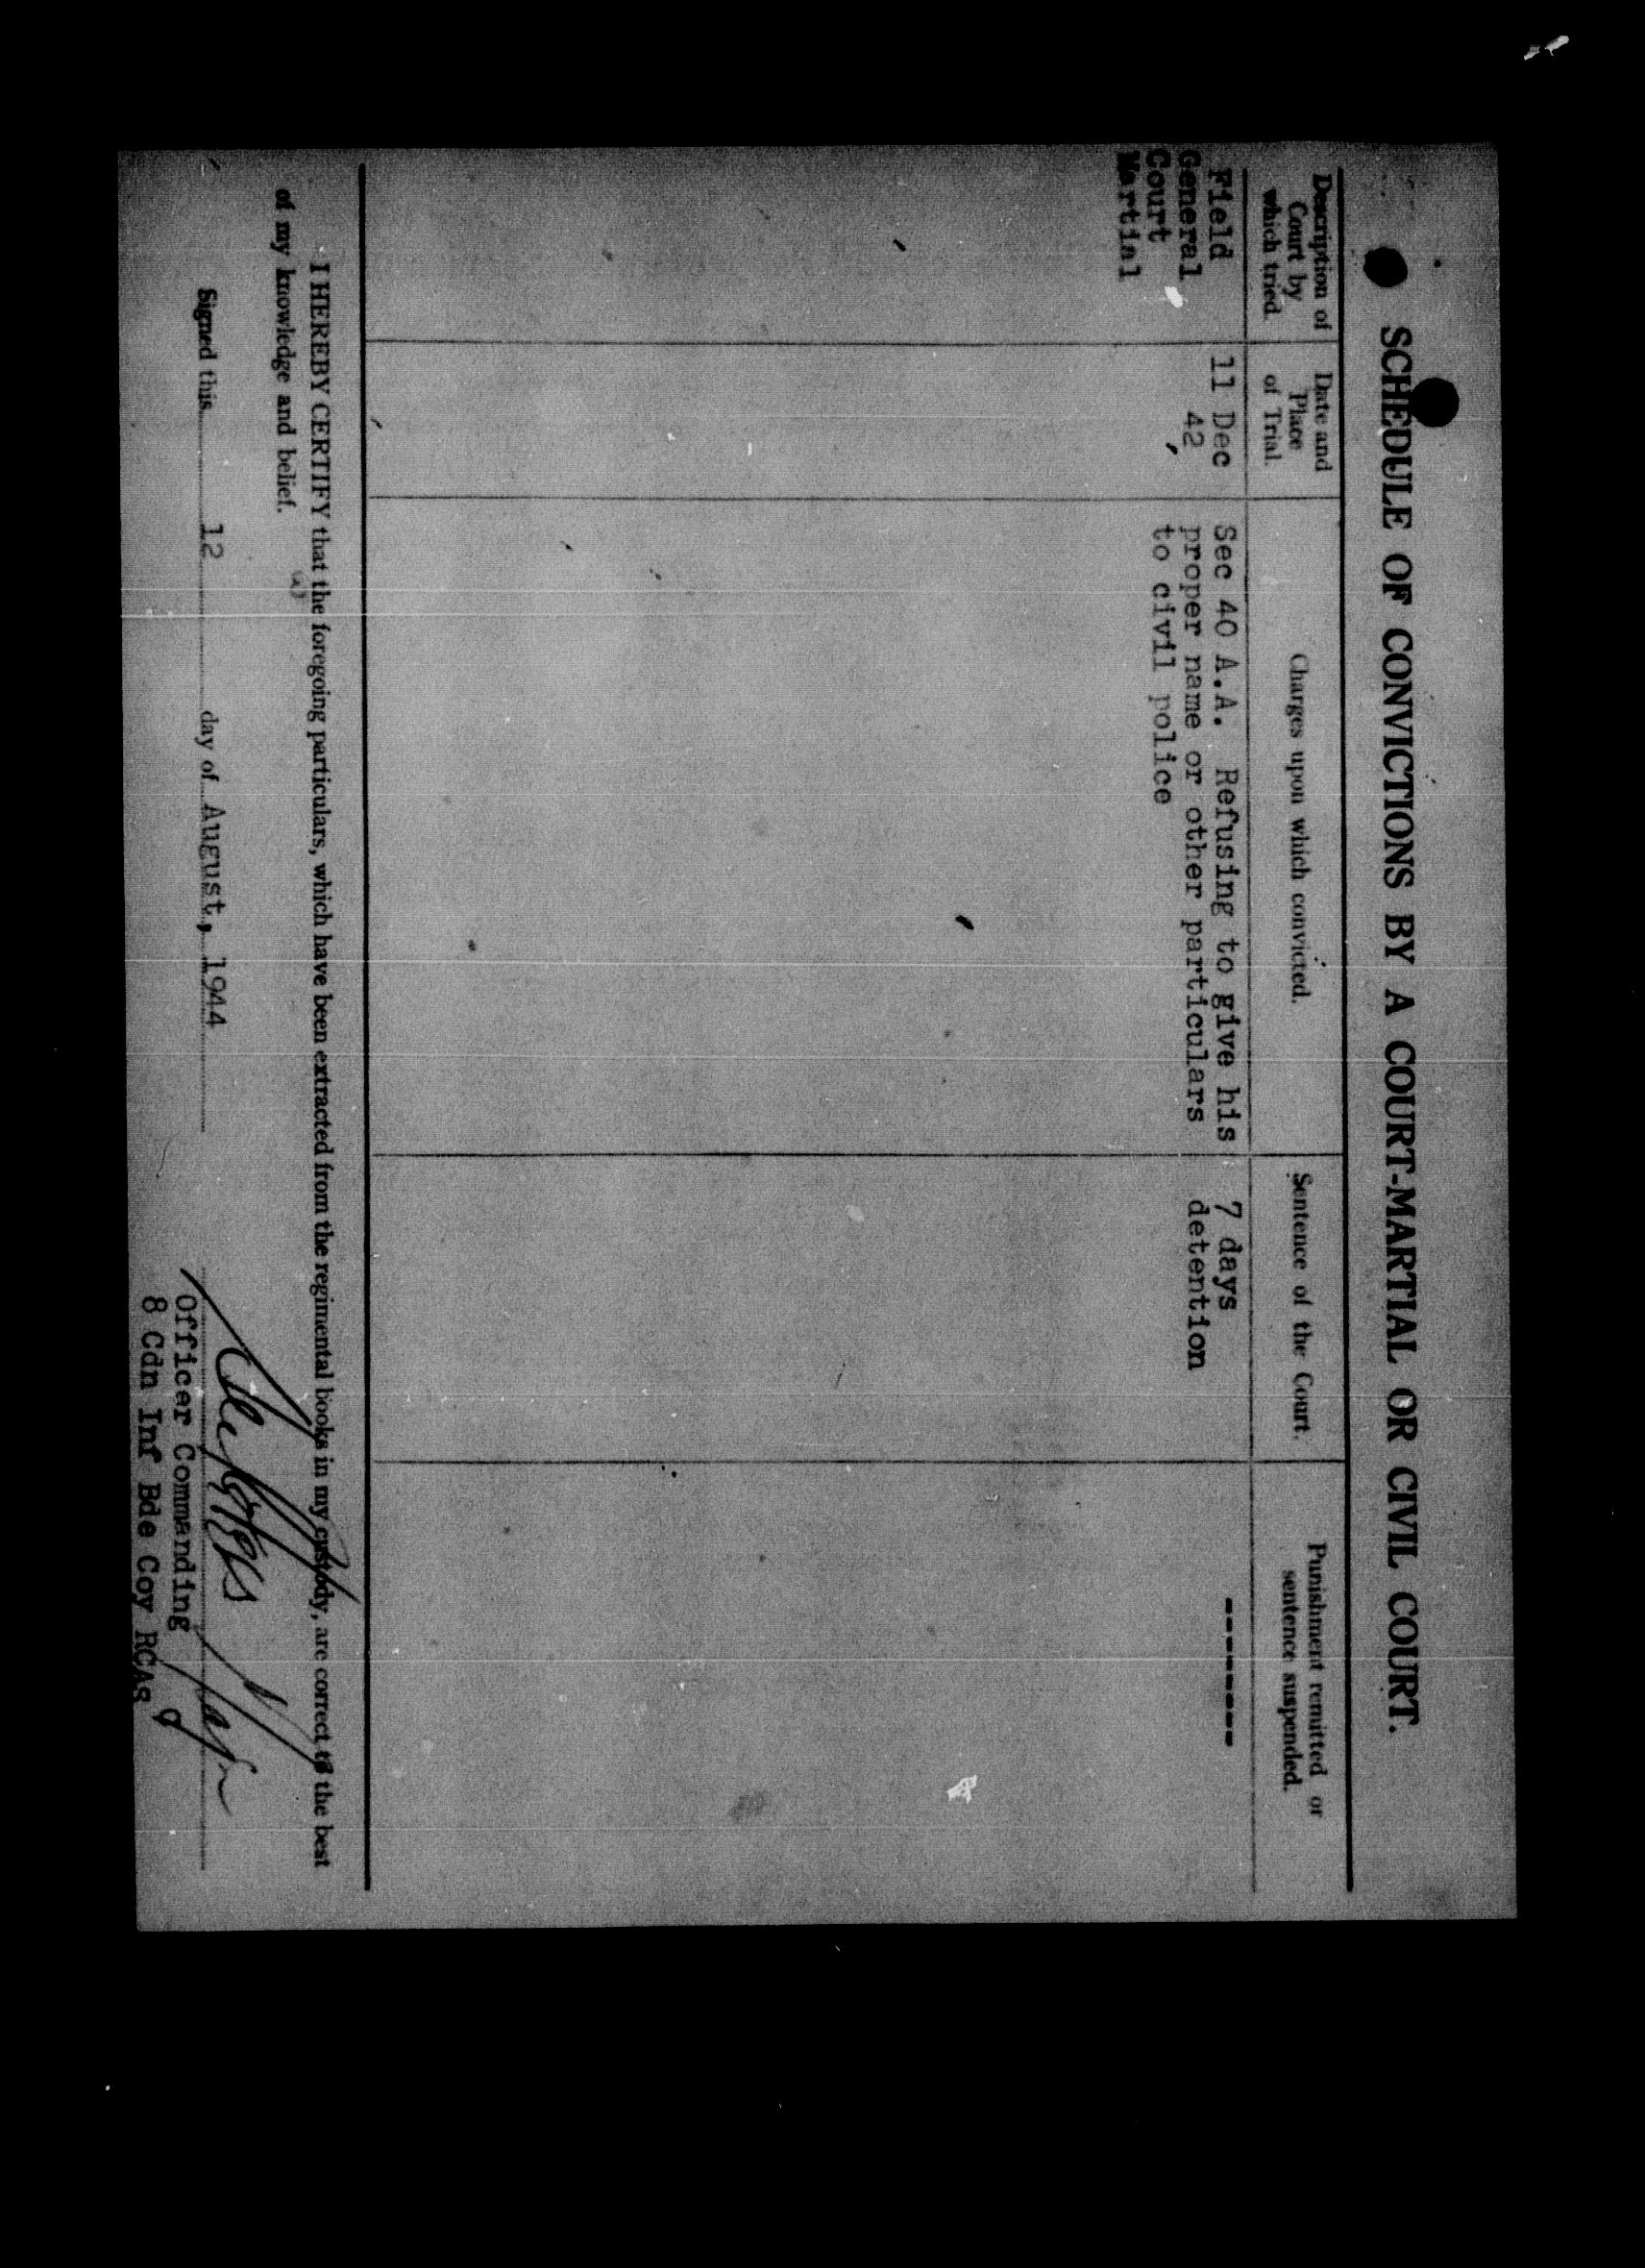 SCHEDULE OF CONVICTIONS BY A COURT-MARTIAL OR CIVIL COURT.
Description of
Court by
which tried.
Date and
Place
of Trial.
Charges upon which convicted.
Sentence of the Court.
Punishment remitted or
sentence suspended.
Field
General
Court
Martial
11 Dec
42
Sec 40 A.A. Refusing to give his
proper name or other particulars
to civil police
7 days
detention
-------
I HEREBY CERTIFY that the foregoing particulars, which have been extracted from the regimental books in my custody, are correct to the best
of my knowledge and belief.
Signed this 12 day of August, 1944
Officer Commanding
8 Cdn Inf Bde Coy RCAS